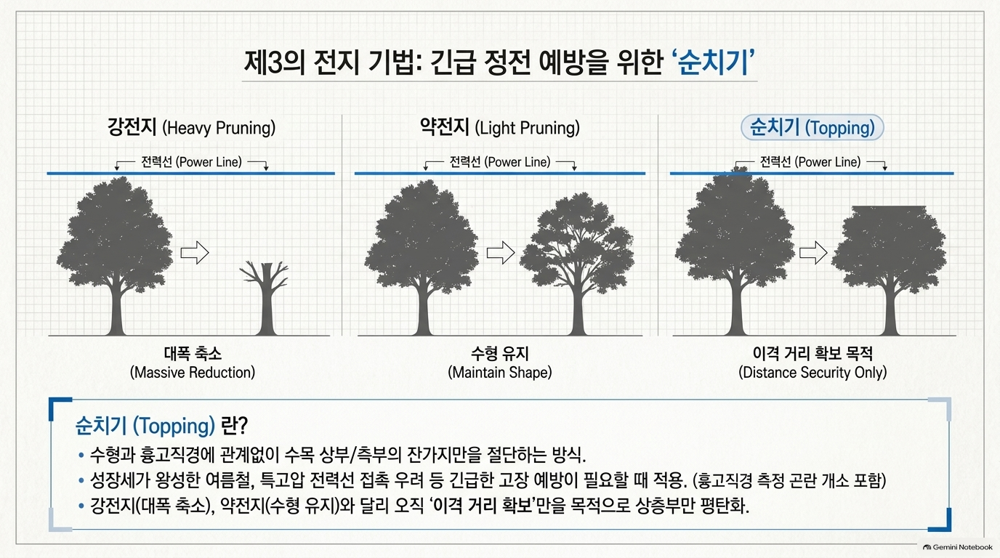 제3의 전지 기법: 긴급 정전 예방을 위한 ‘순치기’
강전지 (Heavy Pruning)
전력선 (Power Line)
대폭 축소
(Massive Reduction)
약전지 (Light Pruning)
전력선 (Power Line)
수형 유지
(Maintain Shape)
순치기 (Topping)
전력선 (Power Line)
이격 거리 확보 목적
(Distance Security Only)
순치기 (Topping) 란?
• 수형과 흉고직경에 관계없이 수목 상부/측부의 잔가지만을 절단하는 방식.
• 성장세가 왕성한 여름철, 특고압 전력선 접촉 우려 등 긴급한 고장 예방이 필요할 때 적용. (흉고직경 측정 곤란 개소 포함)
• 강전지(대폭 축소), 약전지(수형 유지)와 달리 오직 ‘이격 거리 확보’만을 목적으로 상층부만 평탄화.
Gemini Notebook